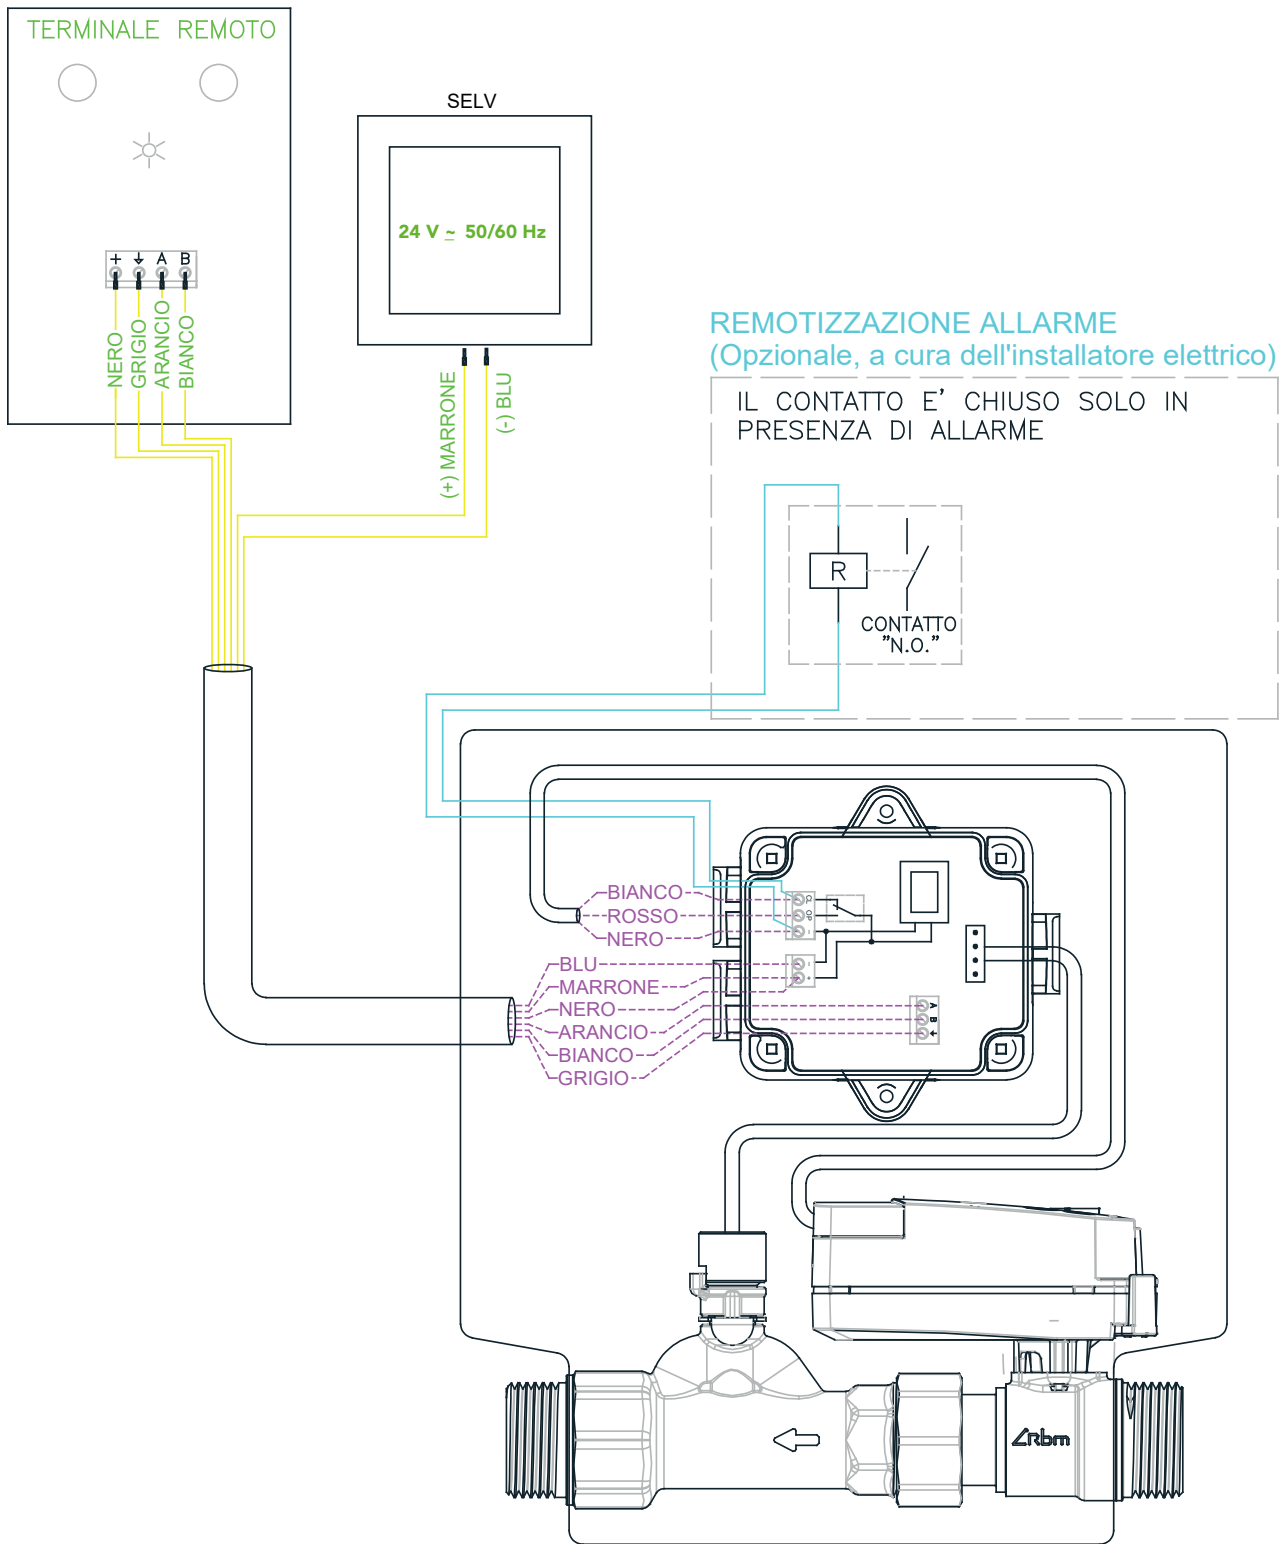 TERMINALE REMOTO
+ A B
NERO
GRIGIO
ARANCIO
BIANCO
SELV
24 V ~ 50/60 Hz
(+) MARRONE
(-) BLU
REMOTIZZAZIONE ALLARME
(Opzionale, a cura dell'installatore elettrico)
IL CONTATTO E' CHIUSO SOLO IN
PRESENZA DI ALLARME
R
CONTATTO
"N.O."
BIANCO
ROSSO
NERO
CL
OP
-
BLU
MARRONE
NERO
ARANCIO
BIANCO
GRIGIO
-
+
A
B
rbm